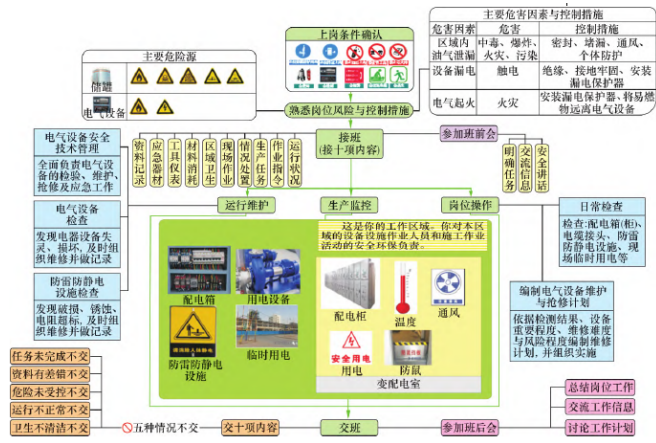 主要危险源
储罐
电气设备
上岗条件确认
主要危害因素与控制措施
危害因素 危害 控制措施
区域内
油气泄漏
中毒、爆炸、
火灾、污染
密封、堵漏、通风、
个体防护
设备漏电 触电
绝缘、接地牢固、安装
漏电保护器
电气起火 火灾
安装漏电保护器、将易燃
物远离电气设备
熟悉岗位风险与控制措施
接班
(接十项内容)
参加班前会
资料记录
应急器材
工具仪表
材料消耗
区域卫生
现场作业
情况处置
生产任务
作业指令
运行状况
明确任务
交流信息
安全讲话
电气设备安全
技术管理
全面负责电气设备
的检验、维护、
抢修及应急工作
电气设备
检查
发现电器设备失
灵、损坏,及时组
织维修并做记录
防雷防静电
设施检查
发现破损、锈蚀、
电阻超标,及时组
织维修并做记录
运行维护
生产监控
岗位操作
这是你的工作区域。你对本区
域的设备设施作业人员和施工作业
活动的安全环保负责。
配电箱
用电设备
防雷防静电
设施
临时用电
配电柜
温度
通风
安全用电
用电
防鼠
变配电室
日常检查
检查:配电箱(柜)、
电缆接头、防雷
防静电设施、现
场临时用电等
编制电气设备维护
与抢修计划
依据检测结果、设备
重要程度、维修难度
与风险程度编制维修
计划,并组织实施
任务未完成不交
资料有差错不交
危险未受控不交
运行不正常不交
卫生不清洁不交
五种情况不交
交十项内容
交班
参加班后会
总结岗位工作
交流工作信息
讨论工作计划